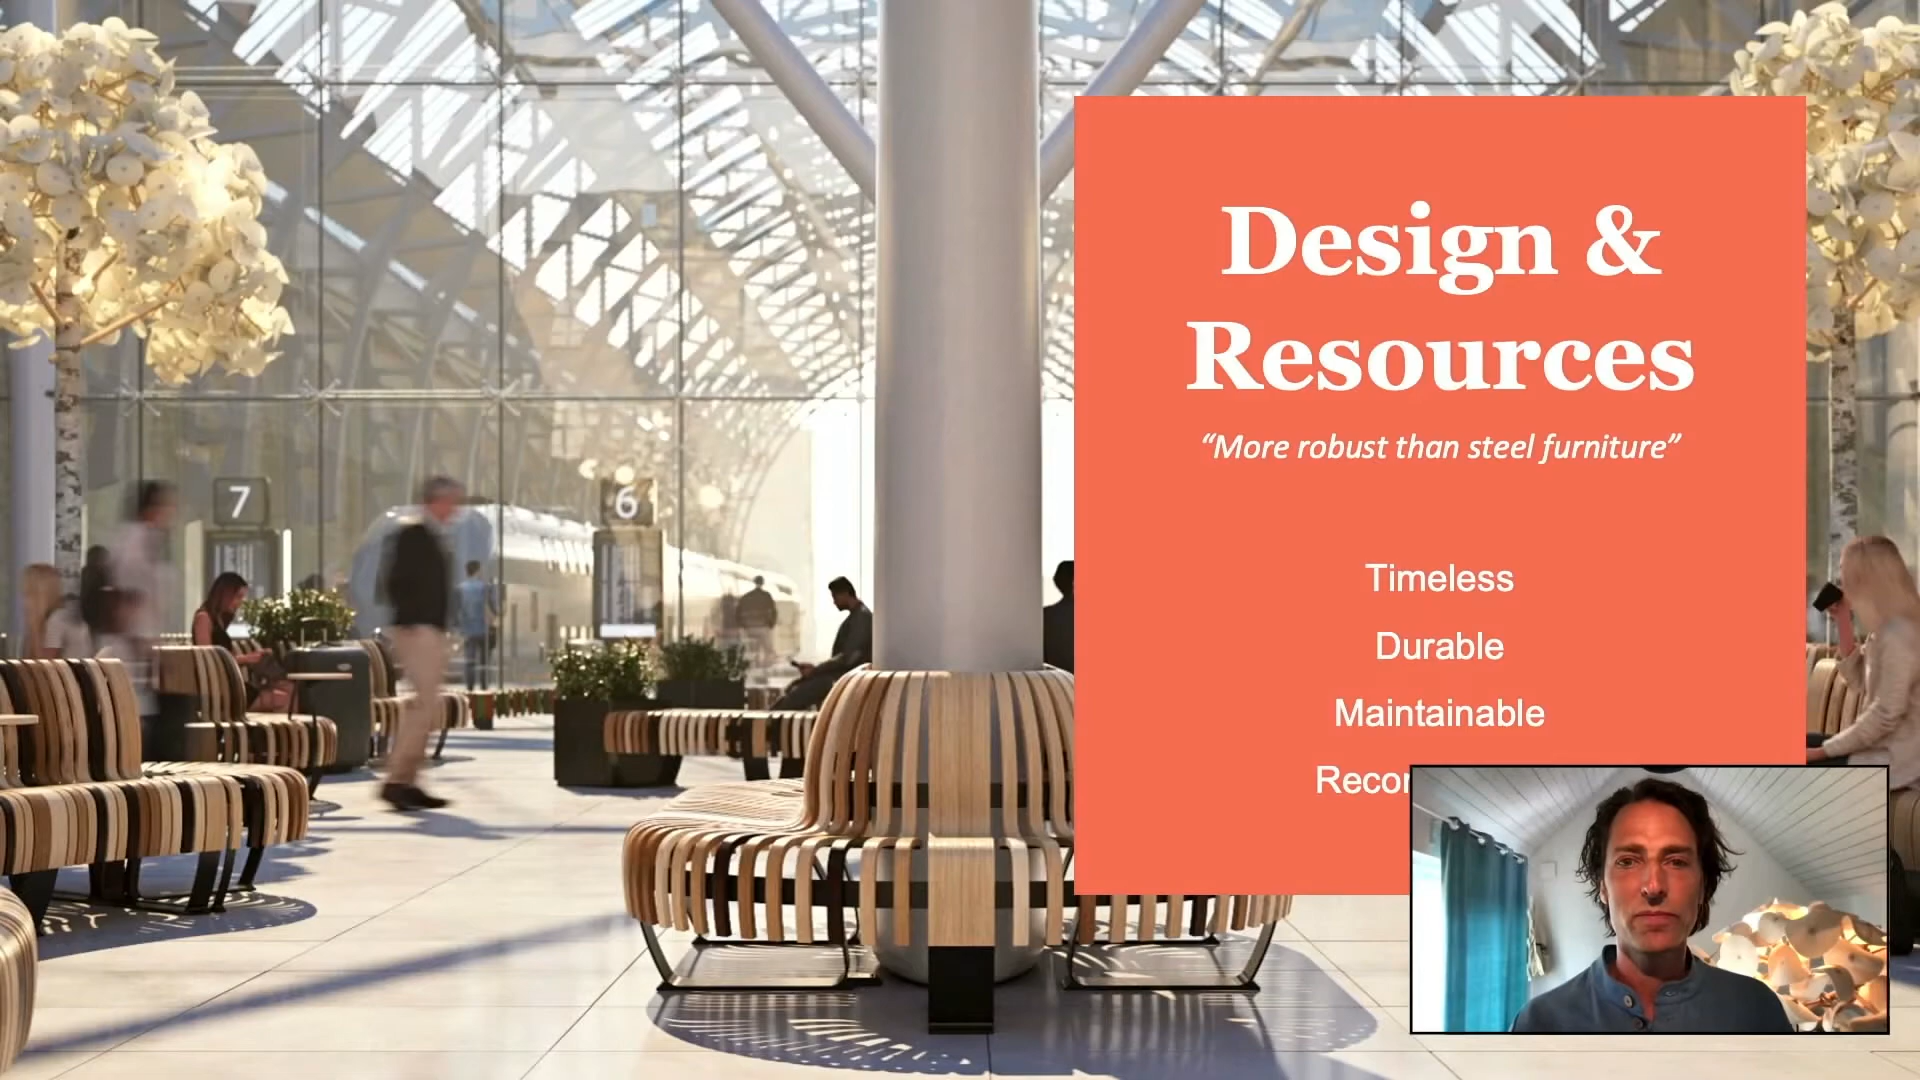 Design &
Resources
“More robust than steel furniture”
Timeless
Durable
Maintainable
7
6